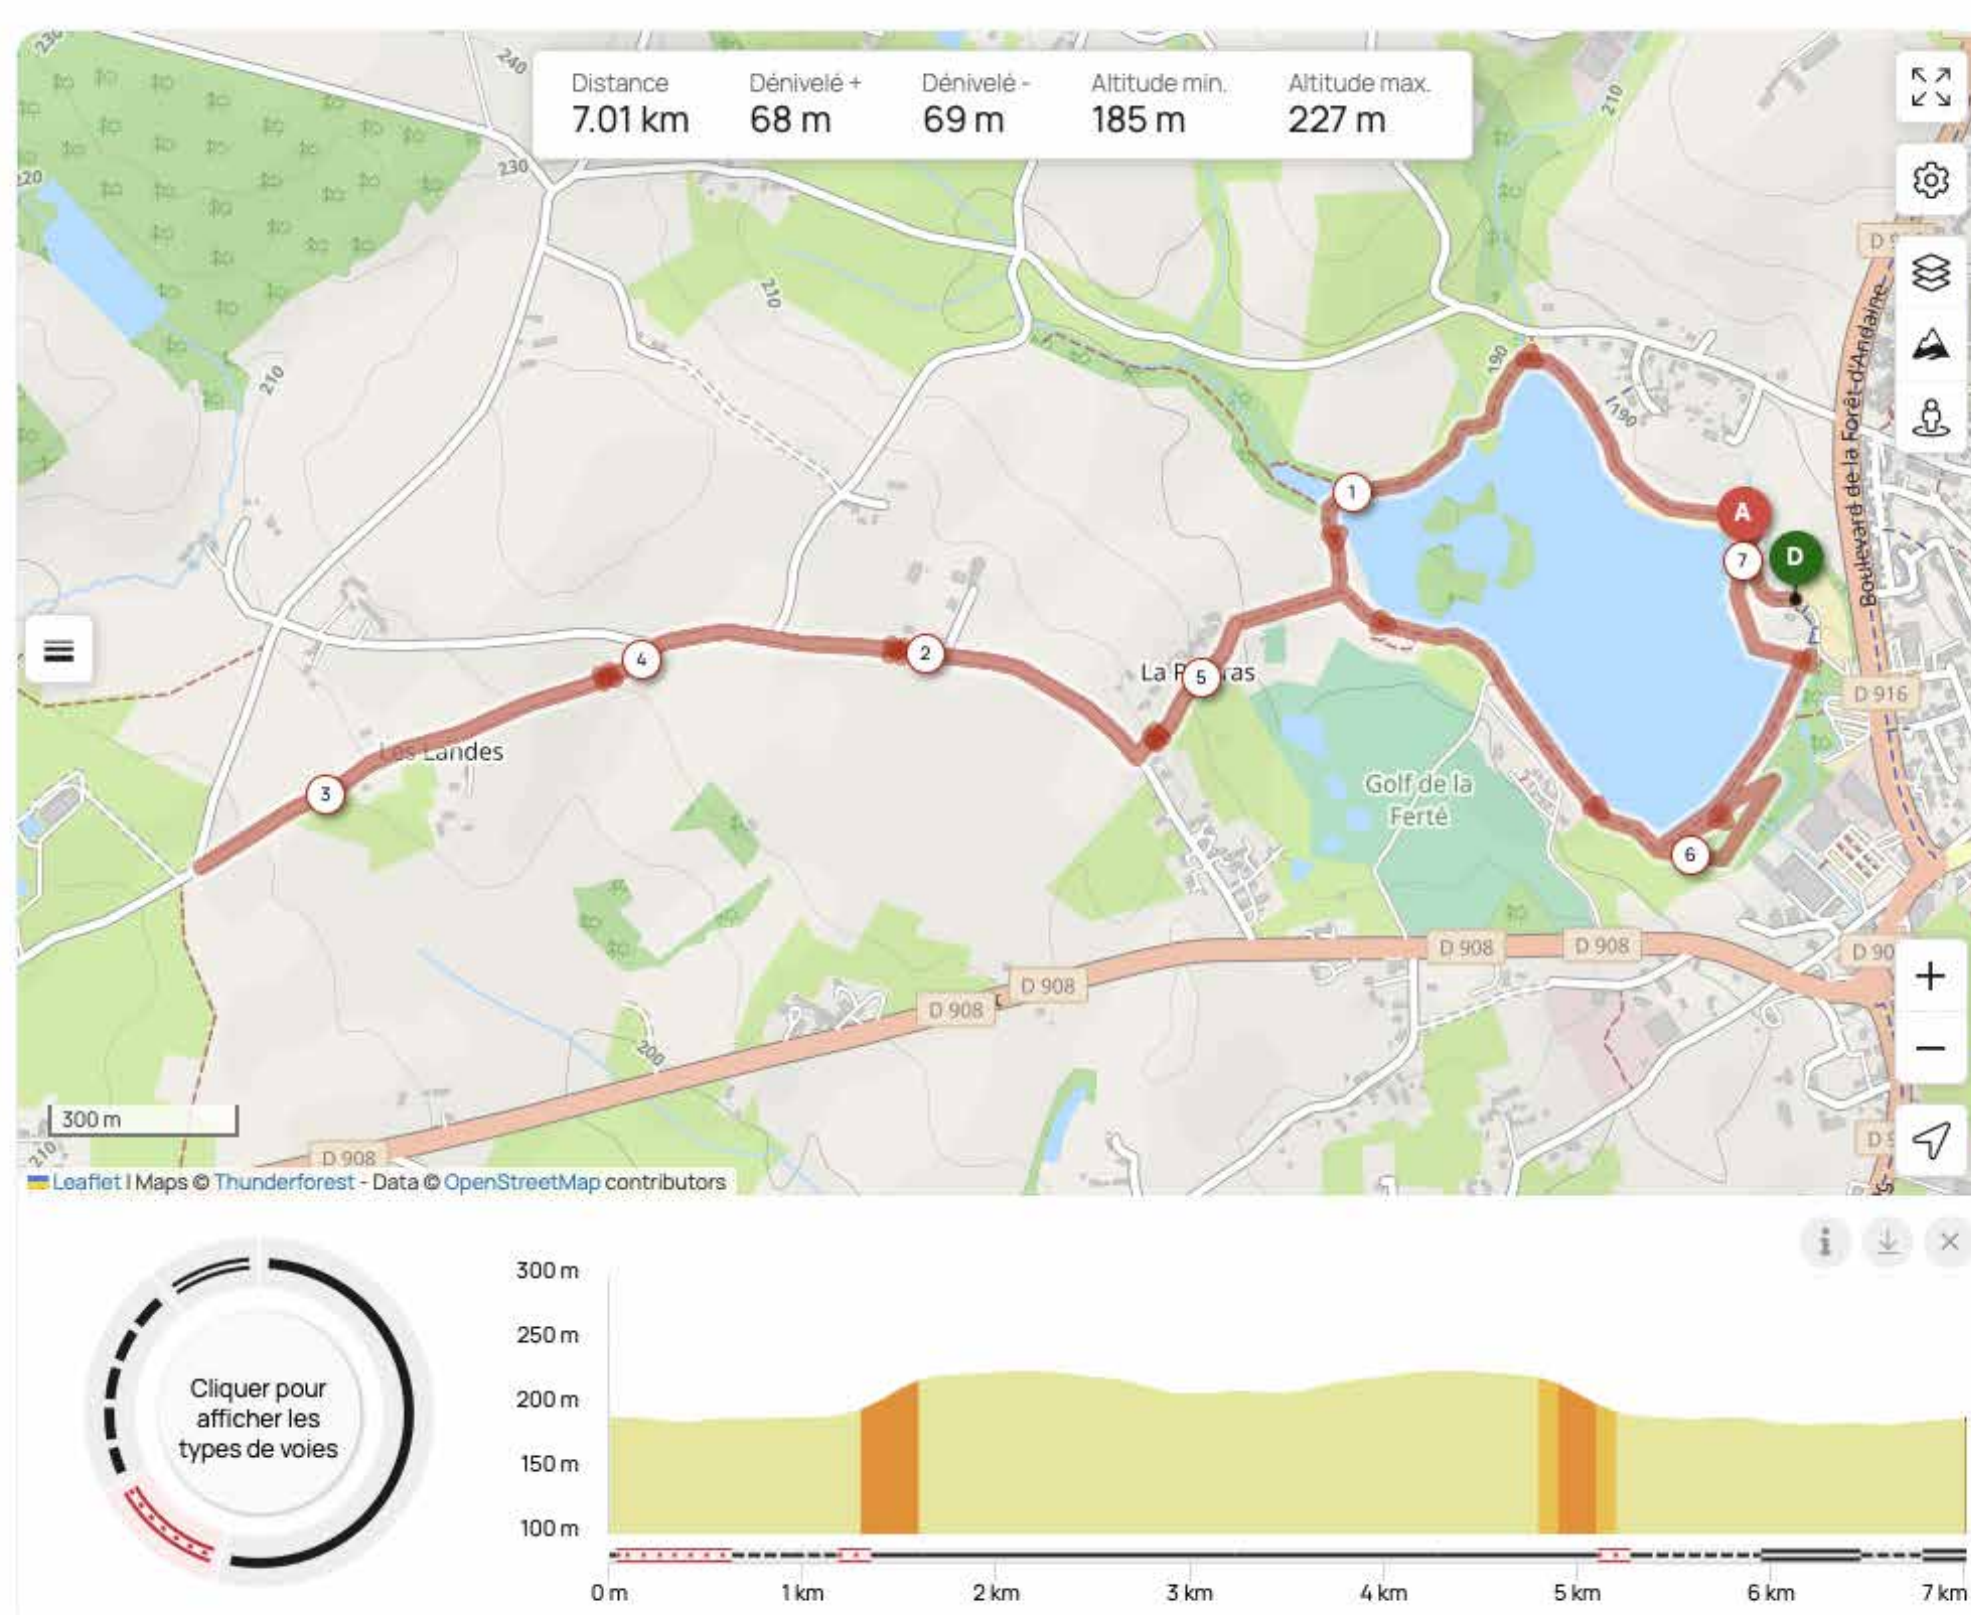 230
240
Distance
Dénivelé +
Dénivelé -
Altitude min.
Altitude max.
7.01 km
68 m
69 m
185 m
227 m
210
230
220
210
210
190
190
Boulevard de la Forêt d'Andaine
1
A
7
D
4
2
La
5
D 916
Les Landes
3
Golf de la
Ferté
6
D 908
D 908
D 90
D 908
D 908
200
300 m
210
D 908
Leaflet | Maps © Thunderforest - Data © OpenStreetMap contributors
Cliquer pour
afficher les
types de voies
300 m
250 m
200 m
150 m
100 m
0 m
1 km
2 km
3 km
4 km
5 km
6 km
7 km